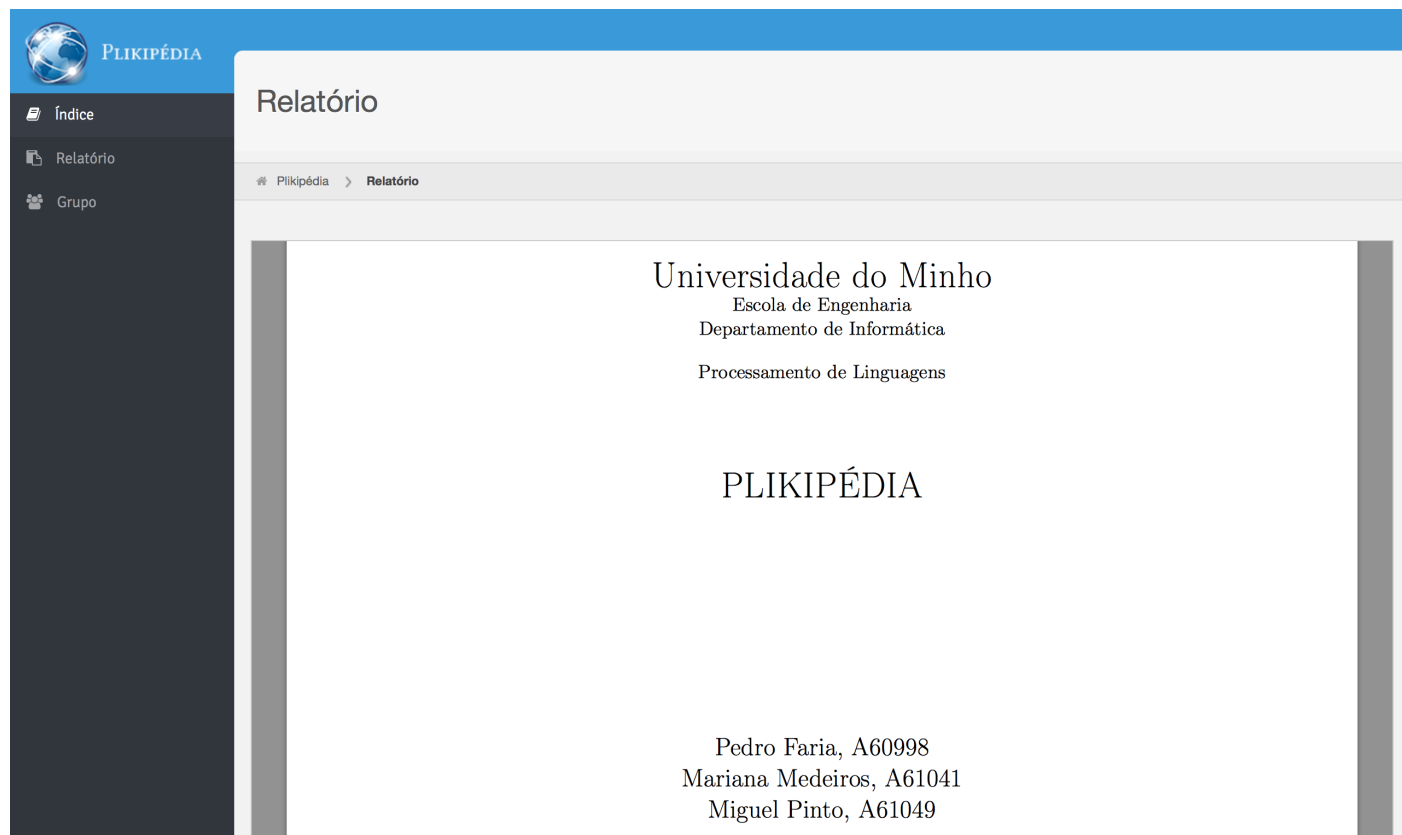 Plikipédia
Índice
Relatório
Grupo
Relatório
Plikipédia Relatório
Universidade do Minho
Escola de Engenharia
Departamento de Informática
Processamento de Linguagens
PLIKIPÉDIA
Pedro Faria, A60998
Mariana Medeiros, A61041
Miguel Pinto, A61049